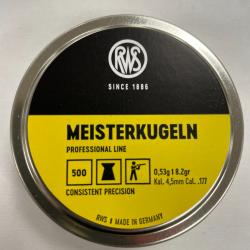 RWS
SINCE 1886
MEISTERKUGELN
PROFESSIONAL LINE
500
0,53g I 8.2gr
Kal. 4,5mm Cal. .177
CONSISTENT PRECISION
RWS // MADE IN GERMANY